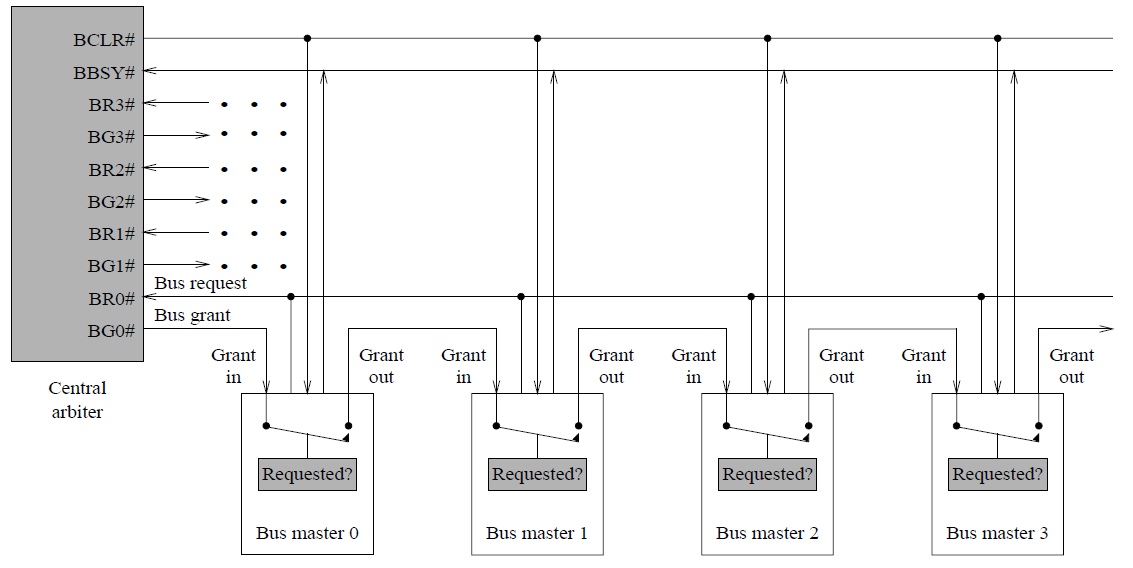 BCLR#
BBSY#
BR3#
BG3#
BR2#
BG2#
BR1#
BG1#
Bus request
BR0#
Bus grant
BG0#
Central
arbiter
Grant
in
Grant
out
Grant
in
Grant
out
Grant
in
Grant
out
Grant
in
Grant
out
Requested?
Requested?
Requested?
Requested?
Bus master 0
Bus master 1
Bus master 2
Bus master 3